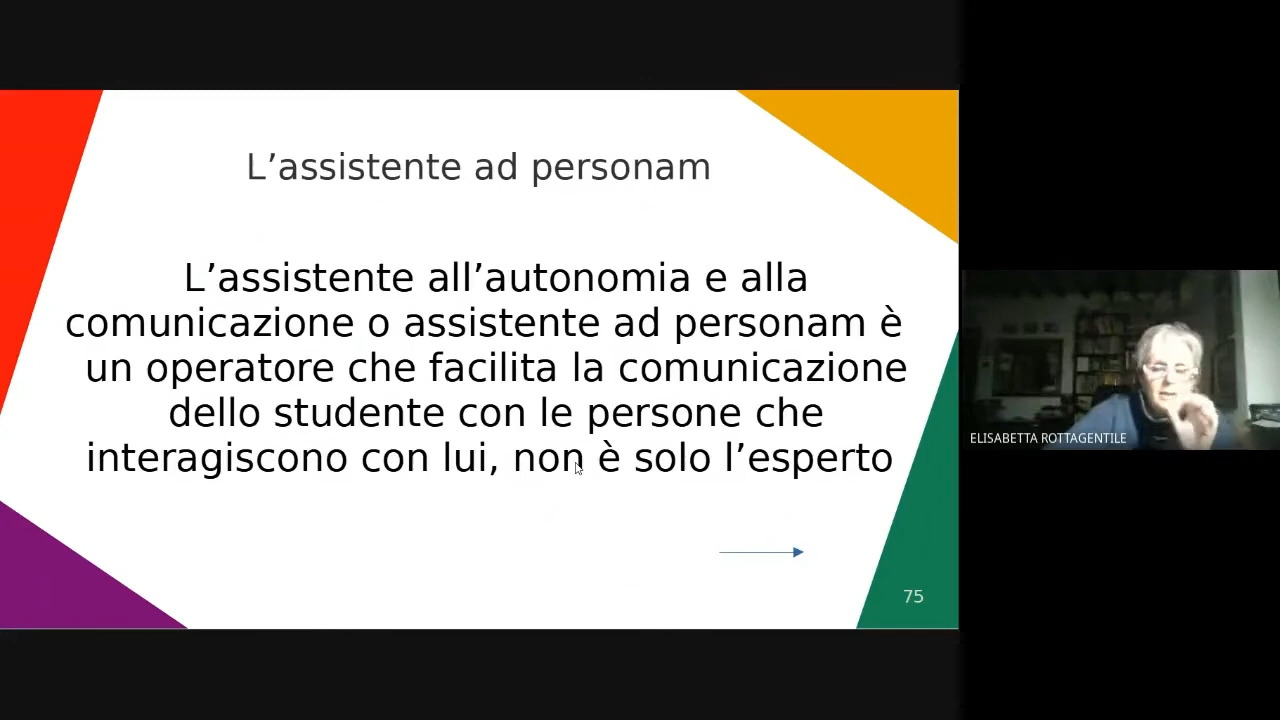 L’assistente ad personam
L’assistente all’autonomia e alla
comunicazione o assistente ad personam è
un operatore che facilita la comunicazione
dello studente con le persone che
interagiscono con lui, non è solo l’esperto
75
ELISABETTA ROTTAGENTILE